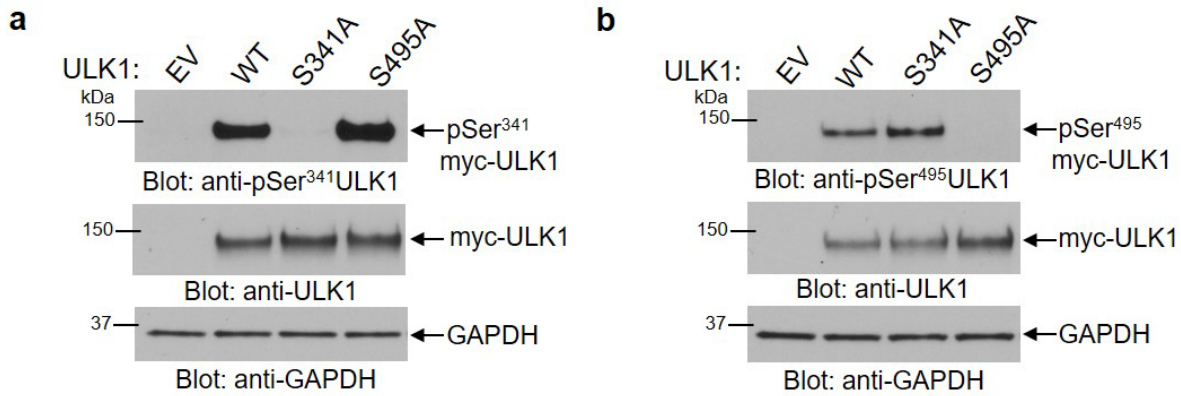 a
ULK1: EV WT S341A S495A
kDa
150
pSer³⁴¹
myc-ULK1
Blot: anti-pSer³⁴¹ULK1
150
myc-ULK1
Blot: anti-ULK1
37
GAPDH
Blot: anti-GAPDH
b
ULK1: EV WT S341A S495A
kDa
150
pSer⁴⁹⁵
myc-ULK1
Blot: anti-pSer⁴⁹⁵ULK1
150
myc-ULK1
Blot: anti-ULK1
37
GAPDH
Blot: anti-GAPDH